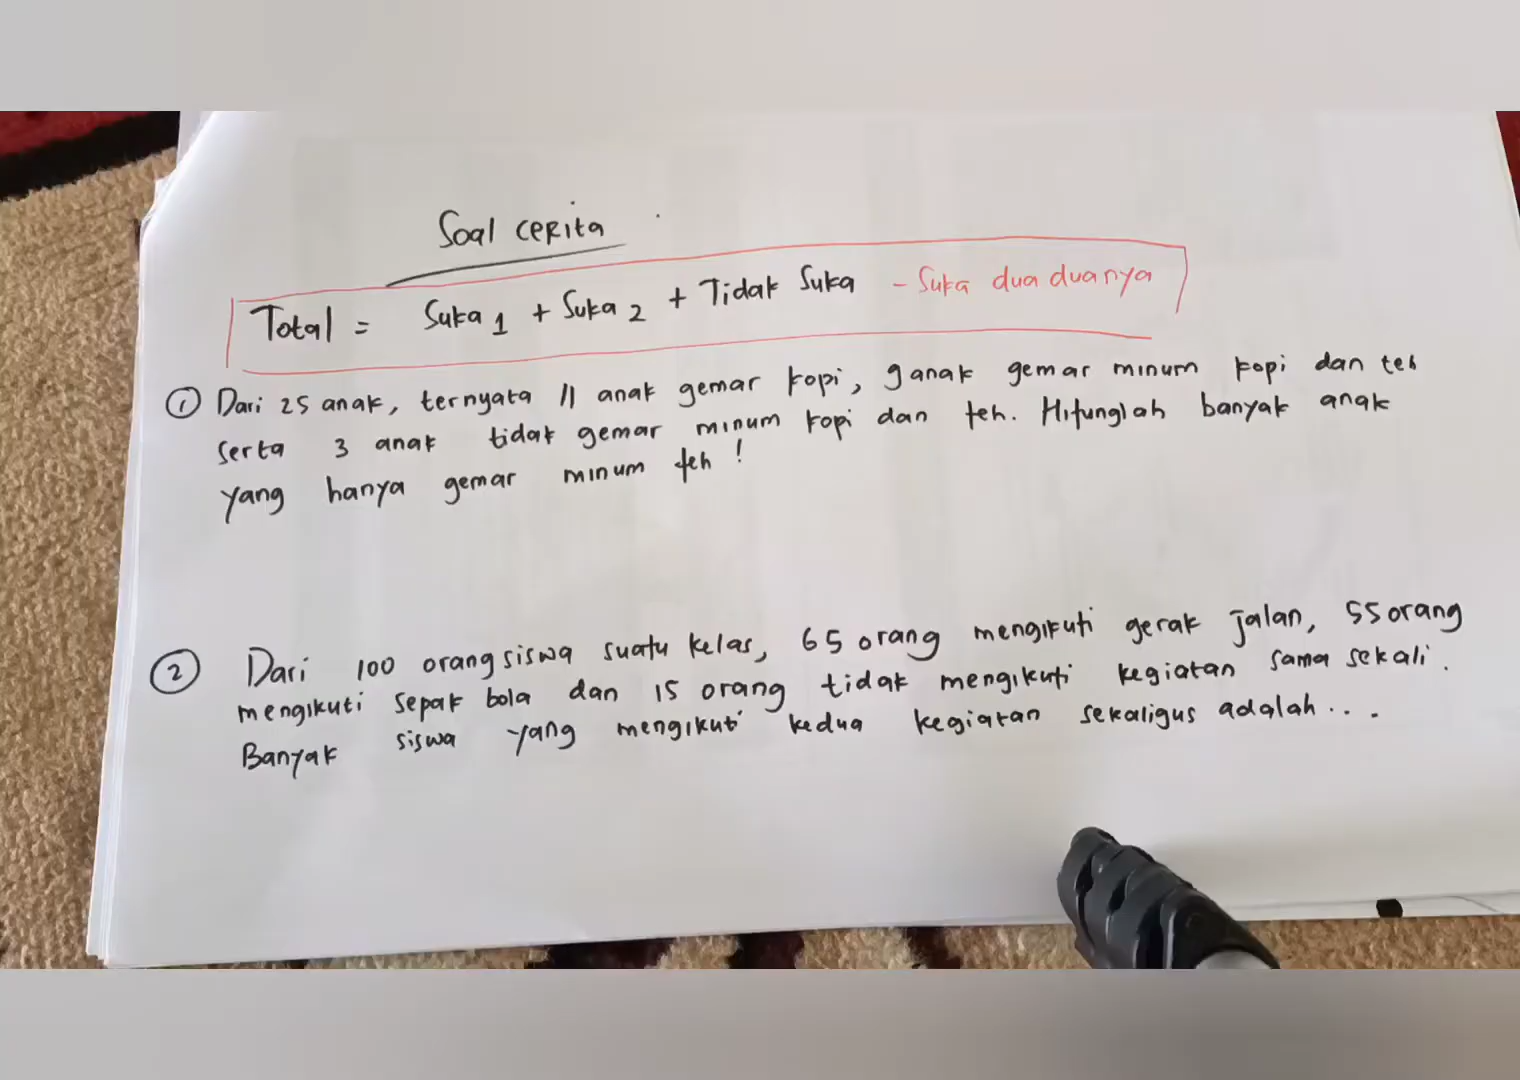 Soal cerita
Total = Suka 1 + Suka 2 + Tidak Suka - Suka dua duanya
① Dari 25 anak, ternyata 11 anak gemar kopi, 9 anak gemar minum kopi dan teh
serta 3 anak tidak gemar minum kopi dan teh. Hitunglah banyak anak
yang hanya gemar minum teh!
② Dari 100 orang siswa suatu kelas, 65 orang mengikuti gerak jalan, 55 orang
mengikuti sepak bola dan 15 orang tidak mengikuti kegiatan sama sekali.
Banyak siswa yang mengikuti kedua kegiatan sekaligus adalah...